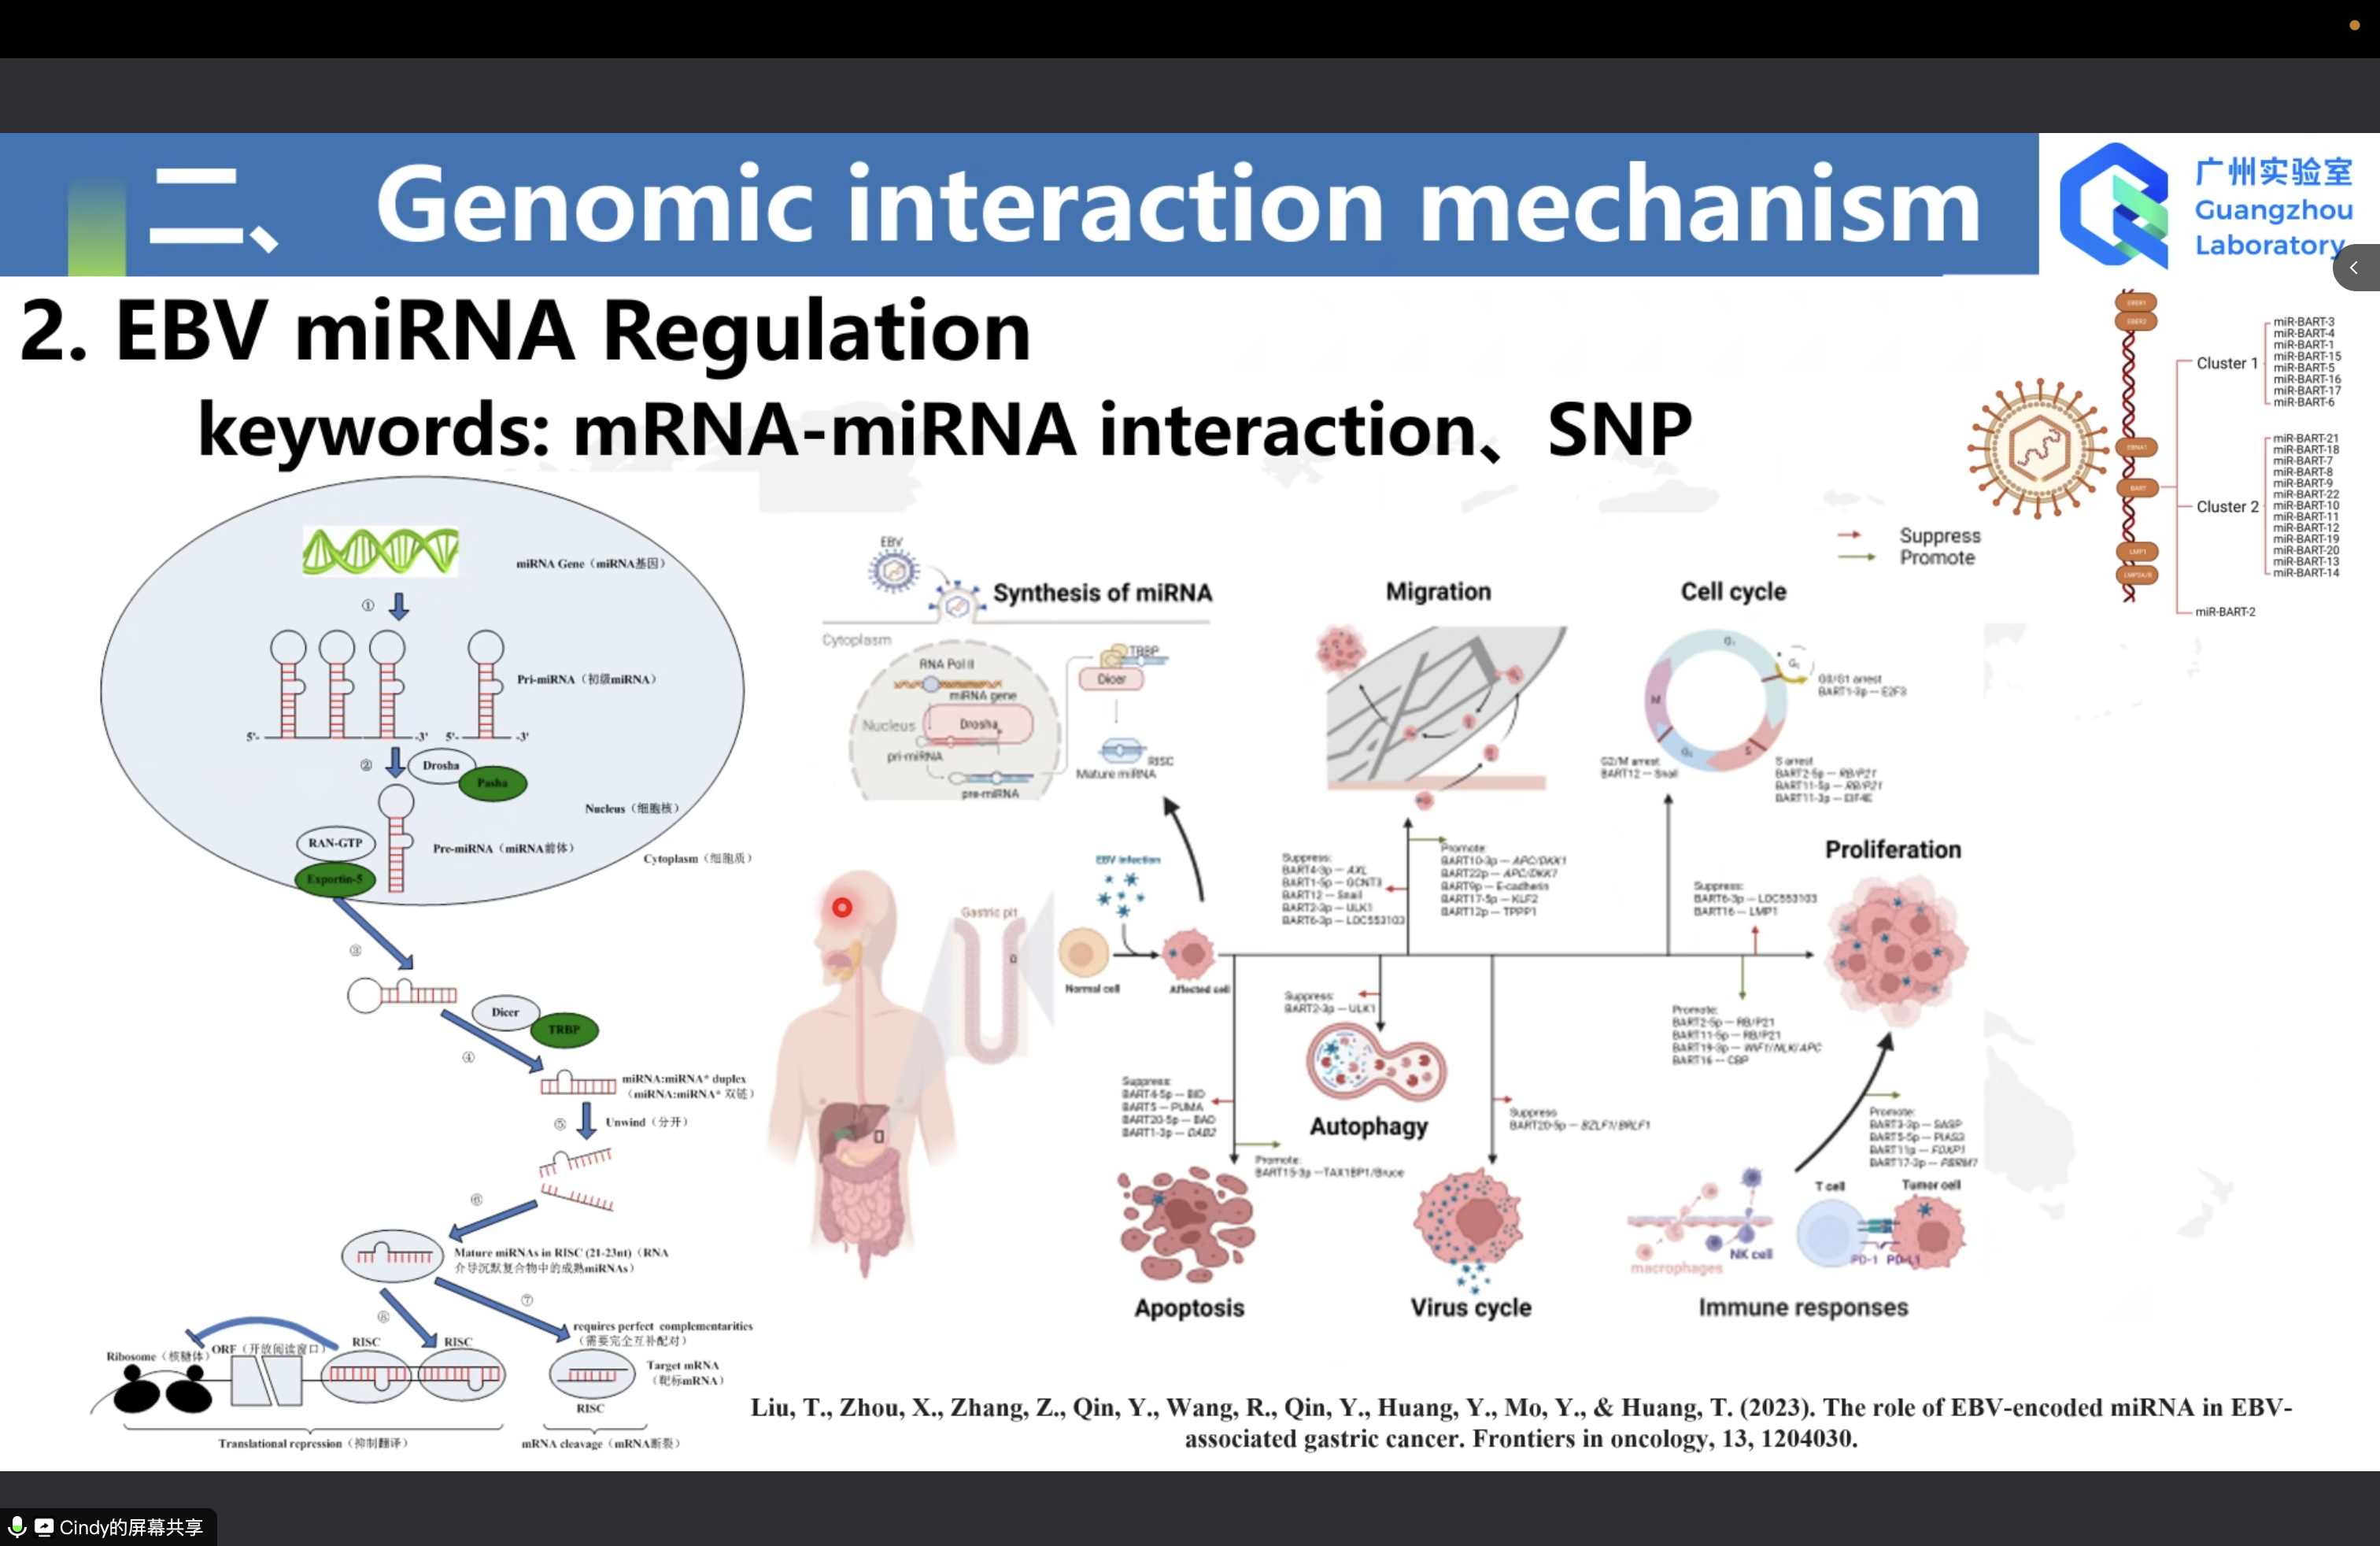 二、 Genomic interaction mechanism
广州实验室
Guangzhou
Laboratory
2. EBV miRNA Regulation
keywords: mRNA-miRNA interaction、SNP
miRNA Gene（miRNA基因）
①
Pri-miRNA（初级miRNA）
5'-
-3'
5'-
-3'
②
Drosha
Pasha
Nucleus（细胞核）
RAN-GTP
Pre-miRNA（miRNA前体）
Cytoplasm（细胞质）
Exportin-5
③
Dicer
TRBP
④
miRNA:miRNA* duplex
（miRNA:miRNA* 双链）
⑤
Unwind（分开）
⑥
Mature miRNAs in RISC (21-23nt)（RNA
介导沉默复合物中的成熟miRNAs）
⑦
⑧
requires perfect complementarities
（需要完全互补配对）
Ribosome（核糖体）
ORF（开放阅读窗口）
RISC
RISC
Target mRNA
（靶标mRNA）
RISC
Translational repression（抑制翻译）
mRNA cleavage（mRNA断裂）
EBV
Synthesis of miRNA
Cytoplasm
RNA Pol II
miRNA gene
Nucleus
Drosha
pri-miRNA
pre-miRNA
TRBP
Dicer
RISC
Mature miRNA
Migration
Cell cycle
Suppress
Promote
G₁
G₀
M
G₂
S
G0/G1 arrest
BART1-3p — E2F3
G2/M arrest
BART12 — Snail
S arrest
BART2-5p — RB/P21
BART11-5p — RB/P21
BART11-3p — EIF4E
Proliferation
EBV infection
Gastric pit
Normal cell
Affected cell
Suppress:
BART4-3p — AXL
BART1-5p — GCNT3
BART12 — Snail
BART2-3p — ULK1
BART6-3p — LOC553103
Promote:
BART10-3p — APC/DKK1
BART22p — APC/DKK1
BART9p — E-cadherin
BART17-5p — KLF2
BART12p — TPPP1
Suppress:
BART6-3p — LOC553103
BART16 — LMP1
Suppress:
BART2-3p — ULK1
Autophagy
Promote:
BART2-5p — RB/P21
BART11-5p — RB/P21
BART19-3p — WIF1/NLK/APC
BART16 — CBP
Suppress:
BART4-5p — BID
BART5 — PUMA
BART20-5p — BAD
BART1-3p — DAB2
Promote:
BART15-3p —TAX1BP1/Bruce
Suppress
BART20-5p — BZLF1/BRLF1
Promote:
BART5-5p — PIAS3
BART11p — FOXP1
T cell
Tumor cell
PD-1
PD-L1
NK cell
macrophages
Apoptosis
Virus cycle
Immune responses
EBER1
EBER2
EBNA1
BART
LMP1
LMP2A/B
Cluster 1
miR-BART-3
miR-BART-4
miR-BART-1
miR-BART-15
miR-BART-5
miR-BART-16
miR-BART-17
miR-BART-6
Cluster 2
miR-BART-21
miR-BART-18
miR-BART-7
miR-BART-8
miR-BART-9
miR-BART-22
miR-BART-10
miR-BART-11
miR-BART-12
miR-BART-19
miR-BART-20
miR-BART-13
miR-BART-14
miR-BART-2
Liu, T., Zhou, X., Zhang, Z., Qin, Y., Wang, R., Qin, Y., Huang, Y., Mo, Y., & Huang, T. (2023). The role of EBV-encoded miRNA in EBV-
associated gastric cancer. Frontiers in oncology, 13, 1204030.
Cindy的屏幕共享